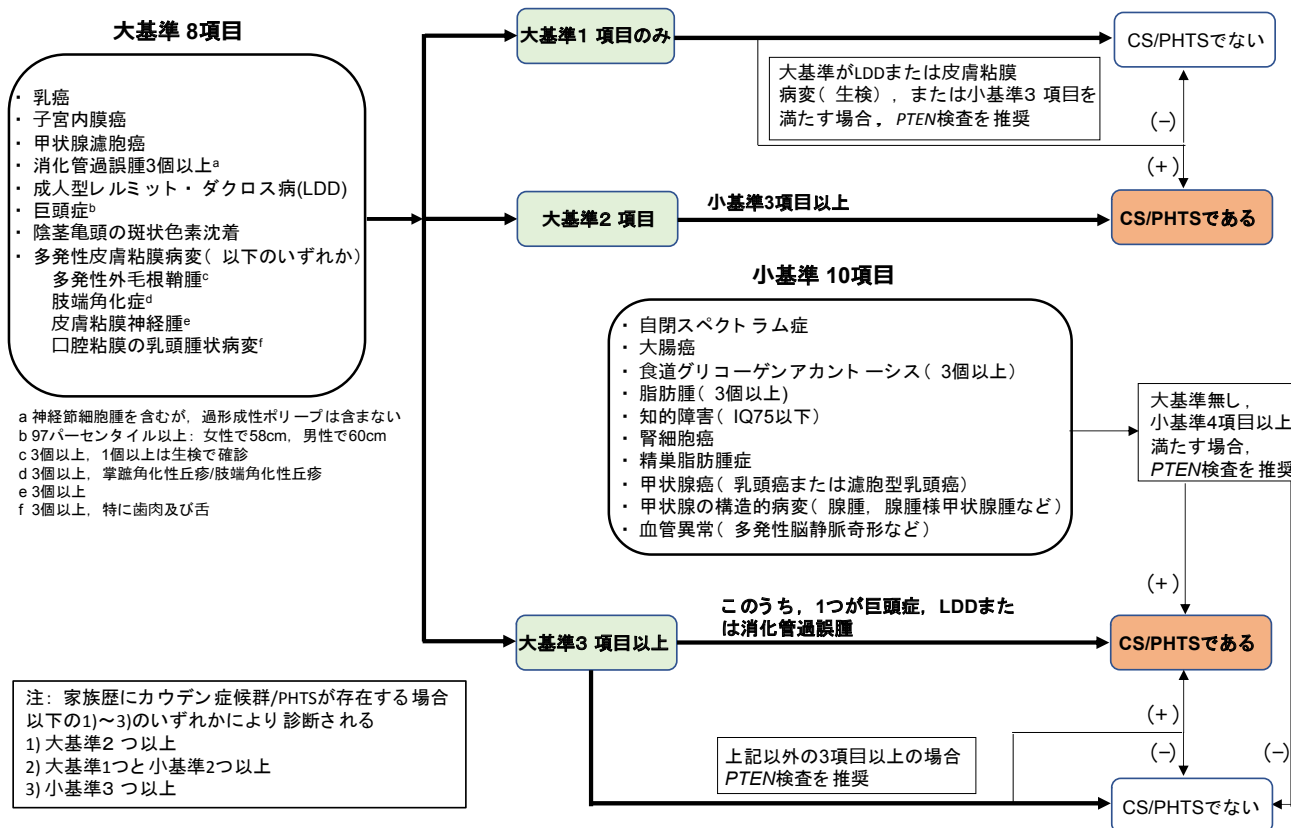 大基準 8項目
・ 乳癌
・ 子宮内膜癌
・ 甲状腺濾胞癌
・ 消化管過誤腫3個以上a
・ 成人型レルミット・ダクロス病(LDD)
・ 巨頭症b
・ 陰茎亀頭の斑状色素沈着
・ 多発性皮膚粘膜病変( 以下のいずれか)
多発性外毛根鞘腫c
肢端角化症d
皮膚粘膜神経腫e
口腔粘膜の乳頭腫状病変f
a 神経節細胞腫を含むが, 過形成性ポリープは含まない
b 97パーセンタイル以上: 女性で58cm, 男性で60cm
c 3個以上, 1個以上は生検で確診
d 3個以上, 掌蹠角化性丘疹/肢端角化性丘疹
e 3個以上
f 3個以上, 特に歯肉及び舌
大基準1 項目のみ
CS/PHTSでない
大基準がLDDまたは皮膚粘膜
病変( 生検) , または小基準3 項目を
満たす場合, PTEN検査を推奨
(−)
(+)
大基準2 項目
小基準3項目以上
CS/PHTSである
小基準 10項目
・ 自閉スペクトラム症
・ 大腸癌
・ 食道グリコーゲンアカントーシス( 3個以上)
・ 脂肪腫( 3個以上)
・ 知的障害( IQ75以下)
・ 腎細胞癌
・ 精巣脂肪腫症
・ 甲状腺癌( 乳頭癌または濾胞型乳頭癌)
・ 甲状腺の構造的病変( 腺腫, 腺腫様甲状腺腫など)
・ 血管異常( 多発性脳静脈奇形など)
大基準無し,
小基準4項目以上
満たす場合,
PTEN検査を推奨
(+)
(−)
大基準3 項目以上
このうち, 1つが巨頭症, LDDまた
は消化管過誤腫
CS/PHTSである
上記以外の3項目以上の場合
PTEN検査を推奨
(+)
(−)
CS/PHTSでない
注: 家族歴にカウデン症候群/PHTSが存在する場合
以下の1)~3)のいずれかにより診断される
1) 大基準2 つ以上
2) 大基準1つと小基準2つ以上
3) 小基準3 つ以上